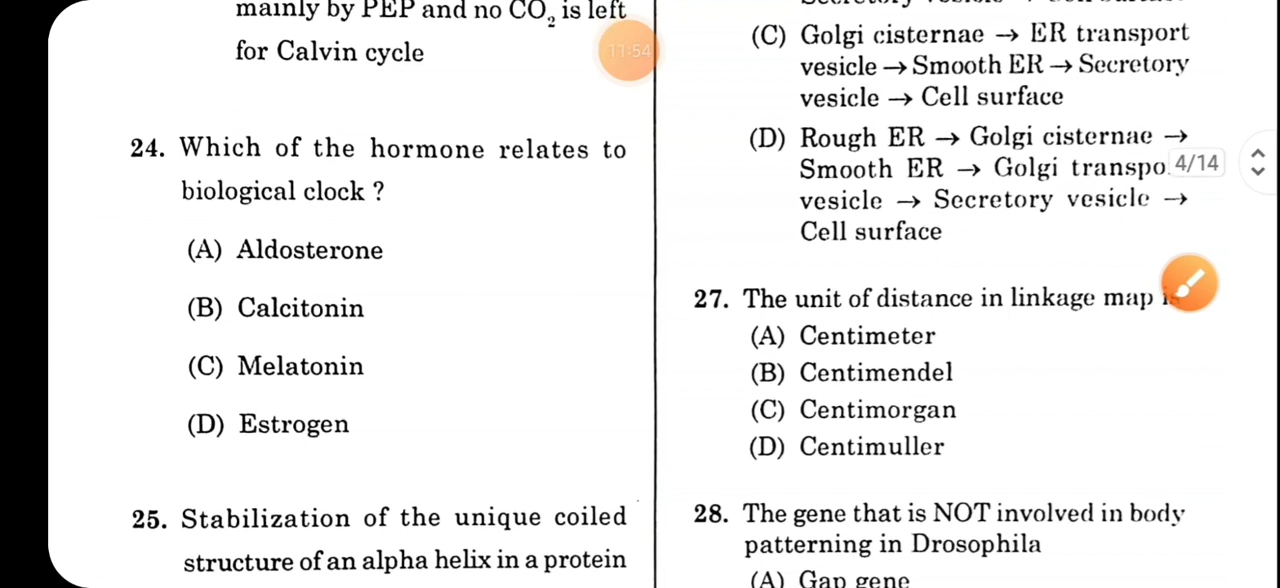 mainly by PEP and no CO₂ is left
for Calvin cycle
11:54
24. Which of the hormone relates to
biological clock ?
(A) Aldosterone
(B) Calcitonin
(C) Melatonin
(D) Estrogen
25. Stabilization of the unique coiled
structure of an alpha helix in a protein
(C) Golgi cisternae → ER transport
vesicle → Smooth ER → Secretory
vesicle → Cell surface
(D) Rough ER → Golgi cisternae →
Smooth ER → Golgi transpo
4/14
vesicle → Secretory vesicle →
Cell surface
27. The unit of distance in linkage map is
(A) Centimeter
(B) Centimendel
(C) Centimorgan
(D) Centimuller
28. The gene that is NOT involved in body
patterning in Drosophila
(A) Gap gene